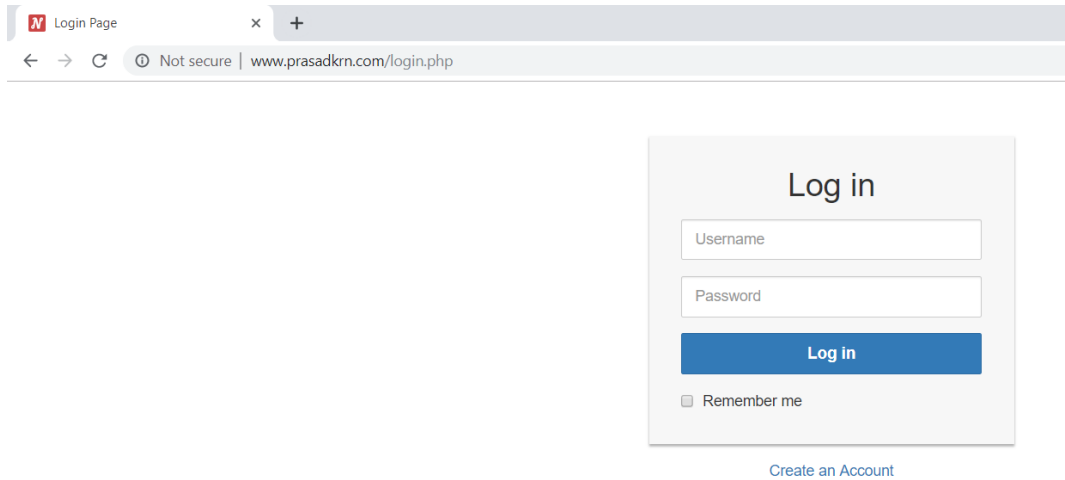 N Login Page
Not secure | www.prasadkrn.com/login.php
Log in
Username
Password
Log in
Remember me
Create an Account